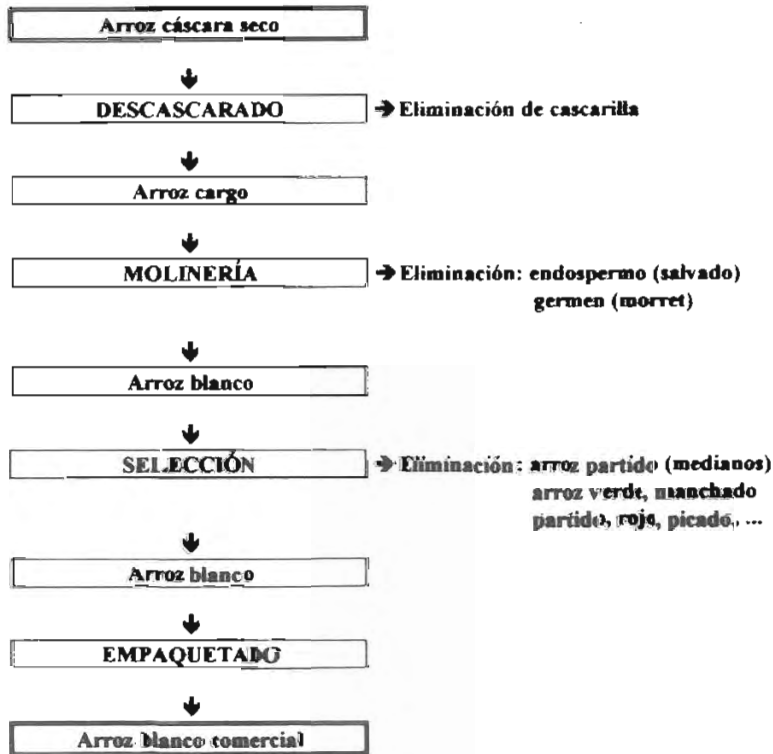 Arroz cáscara seco
DESCASCARADO
Eliminación de cascarilla
Arroz cargo
MOLINERÍA
Eliminación: endospermo (salvado)
germen (morret)
Arroz blanco
SELECCIÓN
Eliminación: arroz partido (medianos)
arroz verde, manchado
partido, rojo, picado, ...
Arroz blanco
EMPAQUETADO
Arroz blanco comercial